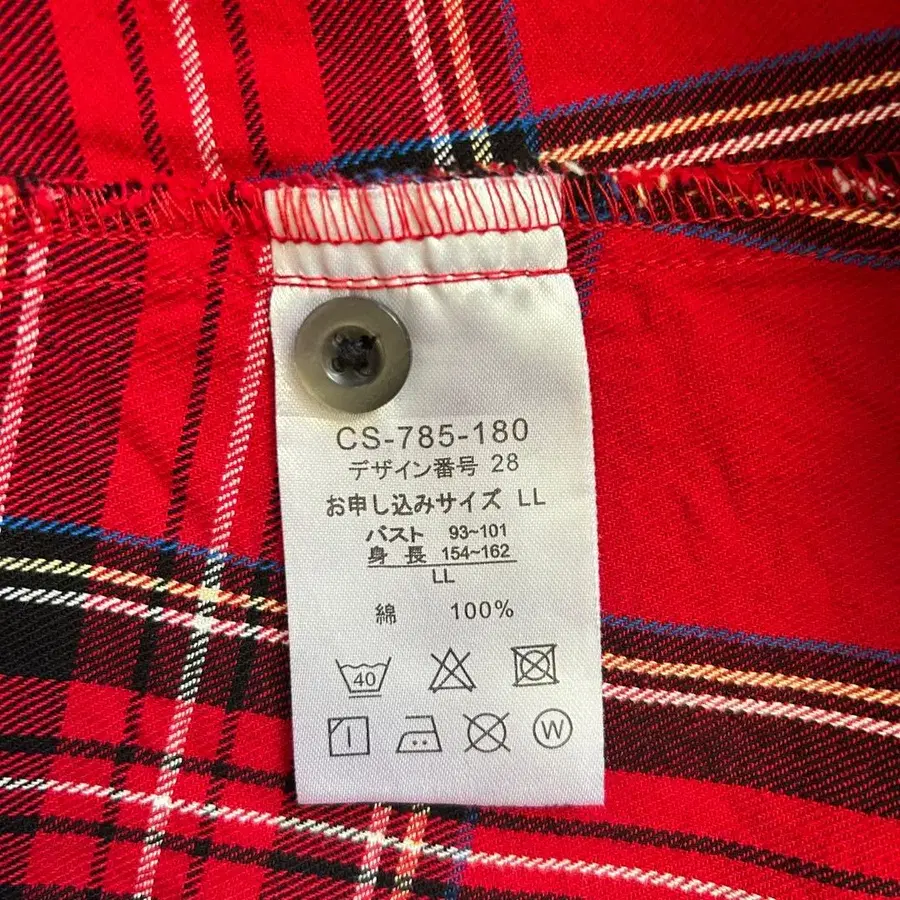 CS-785-180
デザイン番号 28
お申し込みサイズ LL
バスト 93~101
身 長 154~162
LL
綿 100%
40
W